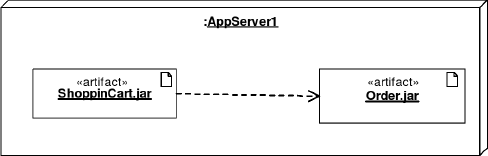 :AppServer1
«artifact»
ShoppinCart.jar
«artifact»
Order.jar